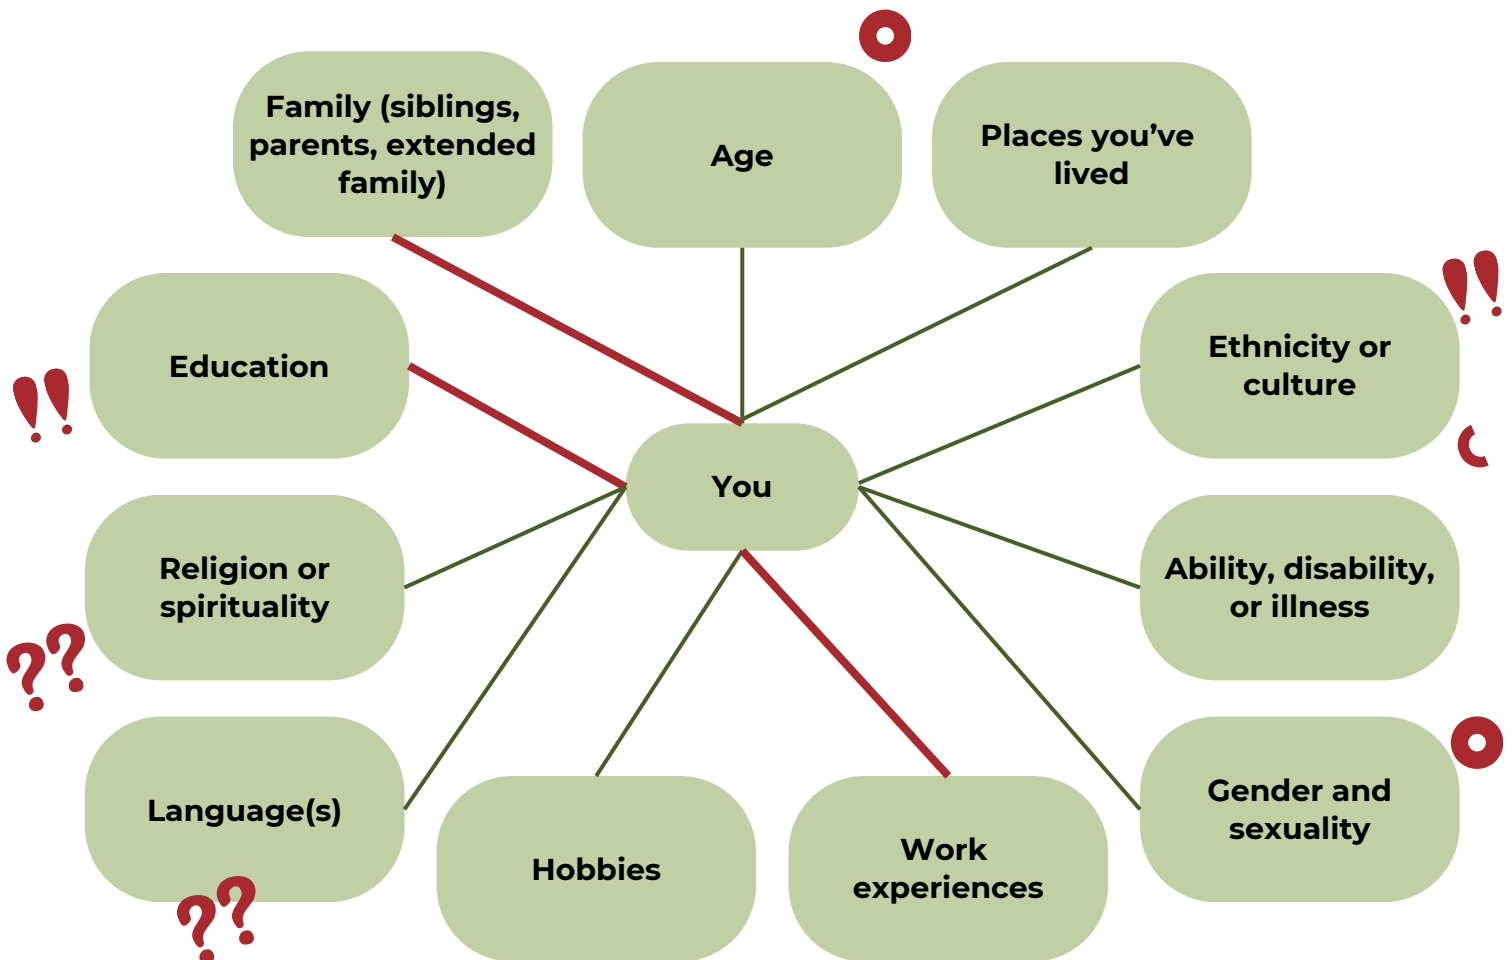 Family (siblings,
parents, extended
family)
Age
Places you’ve
lived
Education
Ethnicity or
culture
You
Religion or
spirituality
Ability, disability,
or illness
Language(s)
Hobbies
Work
experiences
Gender and
sexuality
!!
!!
??
??